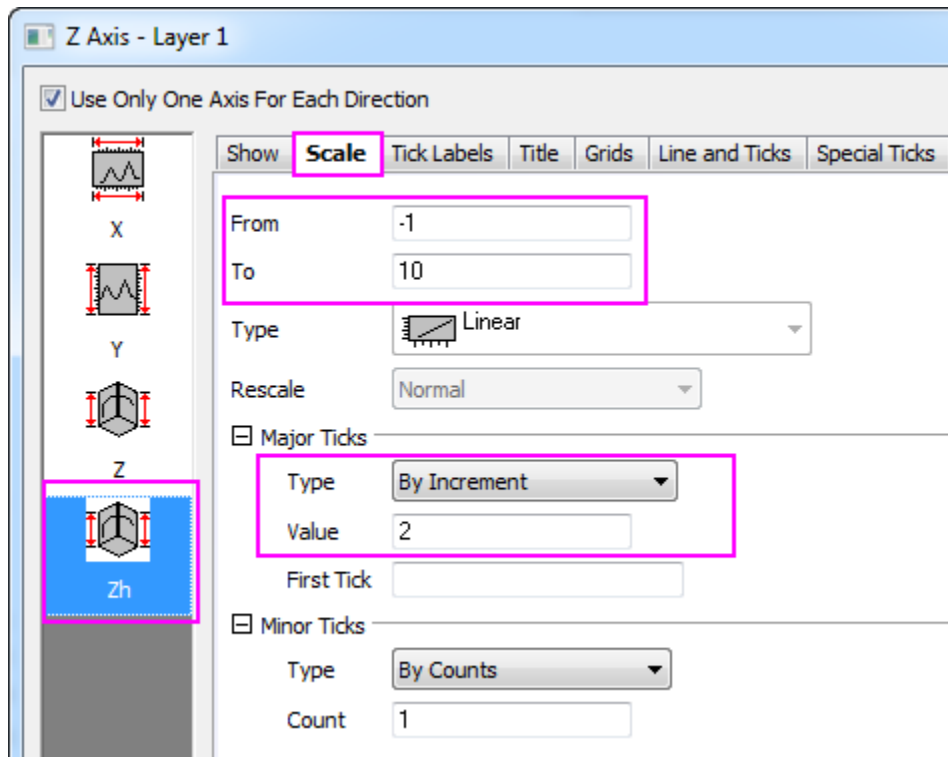 Z Axis - Layer 1
Use Only One Axis For Each Direction
X
Y
Z
Zh
Show Scale Tick Labels Title Grids Line and Ticks Special Ticks
From -1
To 10
Type Linear
Rescale Normal
Major Ticks
Type By Increment
Value 2
First Tick
Minor Ticks
Type By Counts
Count 1